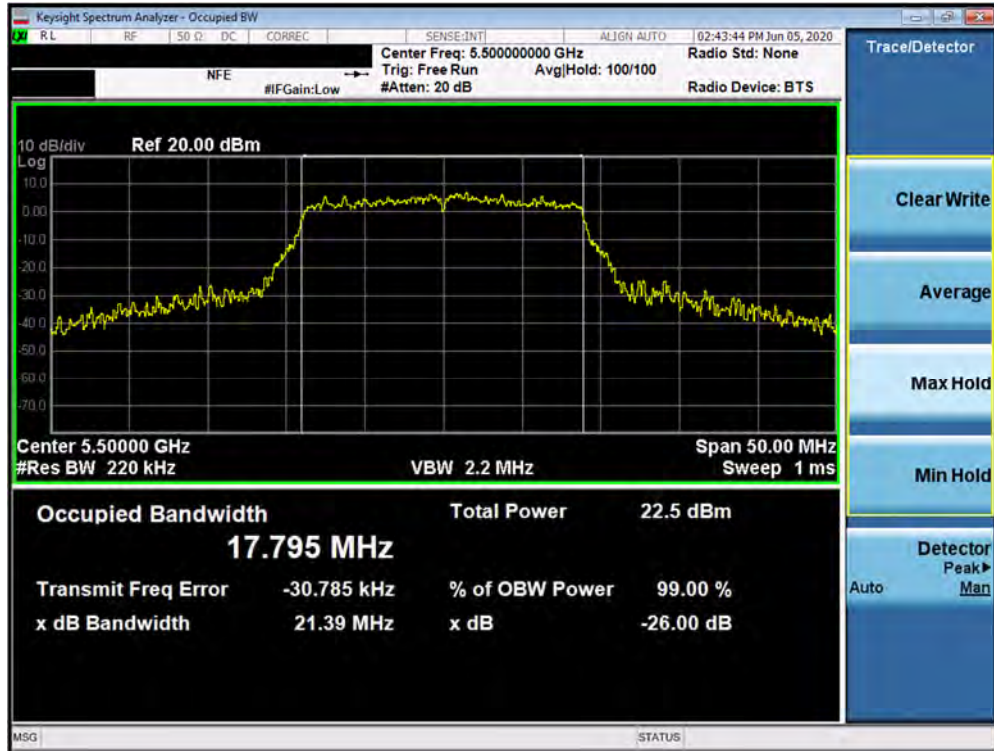 Keysight Spectrum Analyzer - Occupied BW
RL RF 50 Ω DC CORREC SENSE:INT ALIGN AUTO 02:43:44 PM Jun 05, 2020
Center Freq: 5.500000000 GHz Radio Std: None
NFE Trig: Free Run Avg|Hold: 100/100
#IFGain:Low #Atten: 20 dB Radio Device: BTS
10 dB/div Ref 20.00 dBm
Log
10.0
0.00
-10.0
-20.0
-30.0
-40.0
-50.0
-60.0
-70.0
Center 5.50000 GHz Span 50.00 MHz
#Res BW 220 kHz VBW 2.2 MHz Sweep 1 ms
Occupied Bandwidth Total Power 22.5 dBm
17.795 MHz
Transmit Freq Error -30.785 kHz % of OBW Power 99.00 %
x dB Bandwidth 21.39 MHz x dB -26.00 dB
MSG STATUS
Trace/Detector
Clear Write
Average
Max Hold
Min Hold
Detector
Peak▶
Auto Man